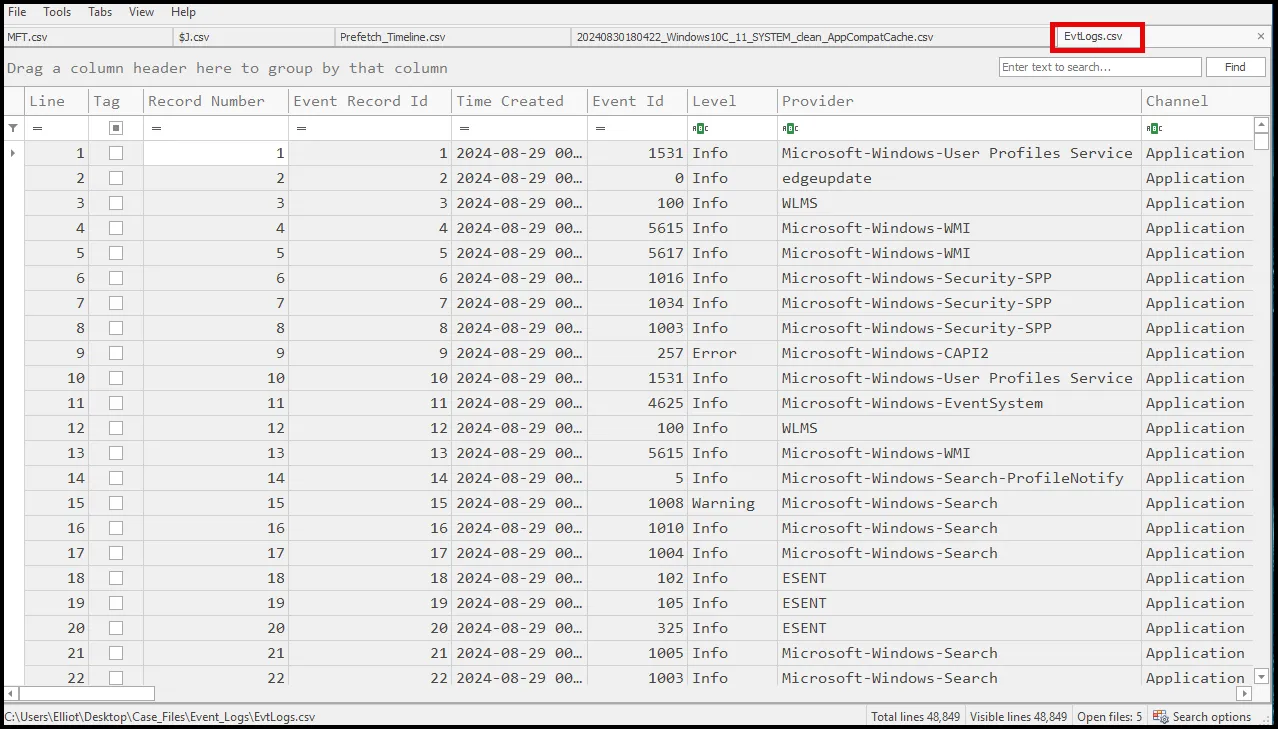 File Tools Tabs View Help
MFT.csv $J.csv Prefetch_Timeline.csv 20240830180422_Windows10C_11_SYSTEM_clean_AppCompatCache.csv EvtLogs.csv
Drag a column header here to group by that column Enter text to search... Find
Line Tag Record Number Event Record Id Time Created Event Id Level Provider Channel
= = = = = ABC ABC ABC
1 1 1 2024-08-29 00… 1531 Info Microsoft-Windows-User Profiles Service Application
2 2 2 2024-08-29 00… 0 Info edgeupdate Application
3 3 3 2024-08-29 00… 100 Info WLMS Application
4 4 4 2024-08-29 00… 5615 Info Microsoft-Windows-WMI Application
5 5 5 2024-08-29 00… 5617 Info Microsoft-Windows-WMI Application
6 6 6 2024-08-29 00… 1016 Info Microsoft-Windows-Security-SPP Application
7 7 7 2024-08-29 00… 1034 Info Microsoft-Windows-Security-SPP Application
8 8 8 2024-08-29 00… 1003 Info Microsoft-Windows-Security-SPP Application
9 9 9 2024-08-29 00… 257 Error Microsoft-Windows-CAPI2 Application
10 10 10 2024-08-29 00… 1531 Info Microsoft-Windows-User Profiles Service Application
11 11 11 2024-08-29 00… 4625 Info Microsoft-Windows-EventSystem Application
12 12 12 2024-08-29 00… 100 Info WLMS Application
13 13 13 2024-08-29 00… 5615 Info Microsoft-Windows-WMI Application
14 14 14 2024-08-29 00… 5 Info Microsoft-Windows-Search-ProfileNotify Application
15 15 15 2024-08-29 00… 1008 Warning Microsoft-Windows-Search Application
16 16 16 2024-08-29 00… 1010 Info Microsoft-Windows-Search Application
17 17 17 2024-08-29 00… 1004 Info Microsoft-Windows-Search Application
18 18 18 2024-08-29 00… 102 Info ESENT Application
19 19 19 2024-08-29 00… 105 Info ESENT Application
20 20 20 2024-08-29 00… 325 Info ESENT Application
21 21 21 2024-08-29 00… 1005 Info Microsoft-Windows-Search Application
22 22 22 2024-08-29 00… 1003 Info Microsoft-Windows-Search Application
C:\Users\Elliot\Desktop\Case_Files\Event_Logs\EvtLogs.csv Total lines 48,849 Visible lines 48,849 Open files: 5 Search options